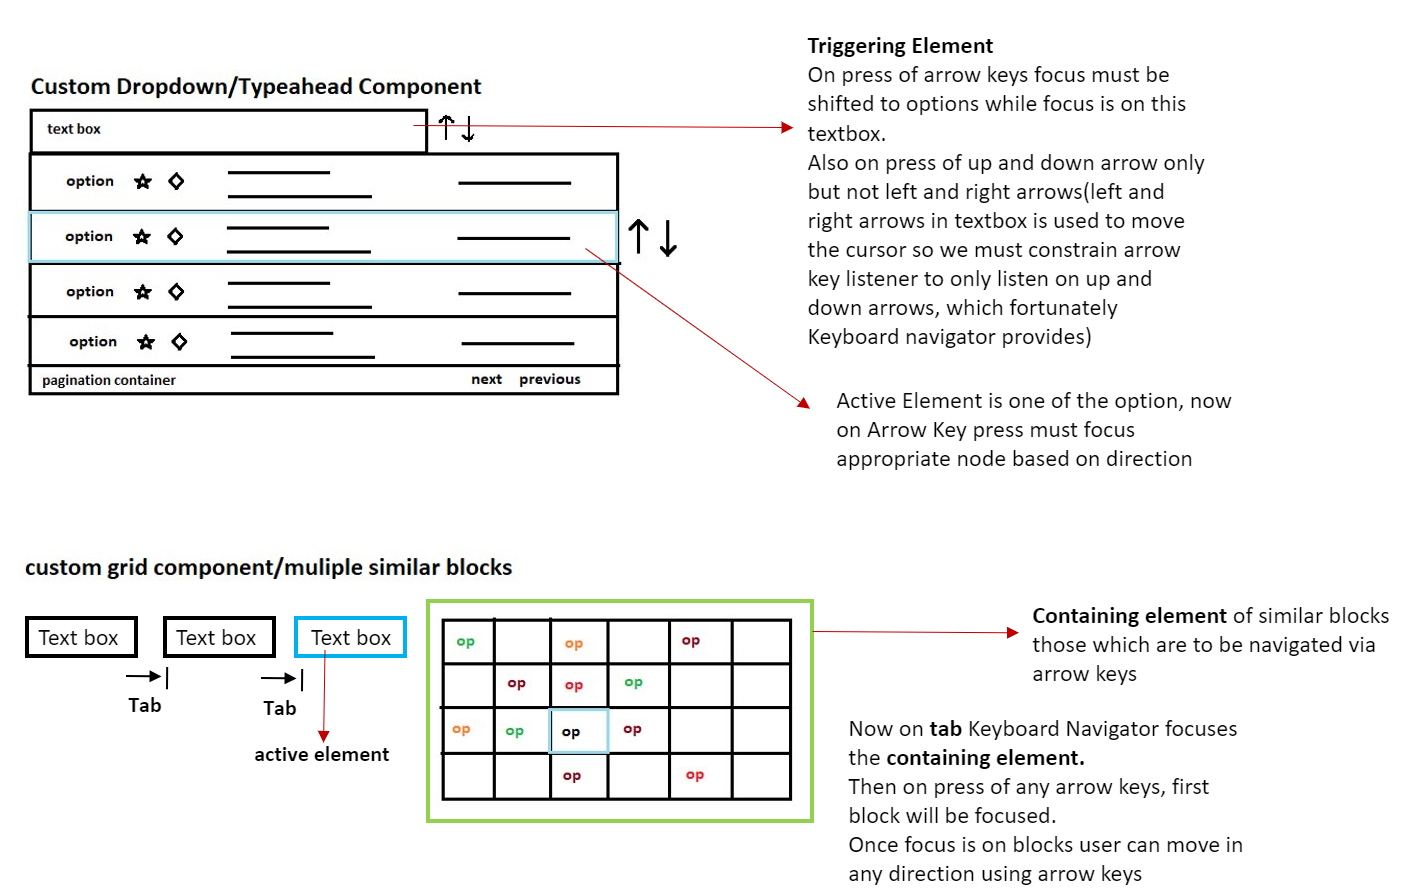 Custom Dropdown/Typeahead Component
text box
option
option
option
option
pagination container next previous
Triggering Element
On press of arrow keys focus must be
shifted to options while focus is on this
textbox.
Also on press of up and down arrow only
but not left and right arrows(left and
right arrows in textbox is used to move
the cursor so we must constrain arrow
key listener to only listen on up and
down arrows, which fortunately
Keyboard navigator provides)
Active Element is one of the option, now
on Arrow Key press must focus
appropriate node based on direction
custom grid component/muliple similar blocks
Text box Text box Text box
Tab Tab
active element
op op op
op op op
op op op op
op op
Containing element of similar blocks
those which are to be navigated via
arrow keys
Now on tab Keyboard Navigator focuses
the containing element.
Then on press of any arrow keys, first
block will be focused.
Once focus is on blocks user can move in
any direction using arrow keys